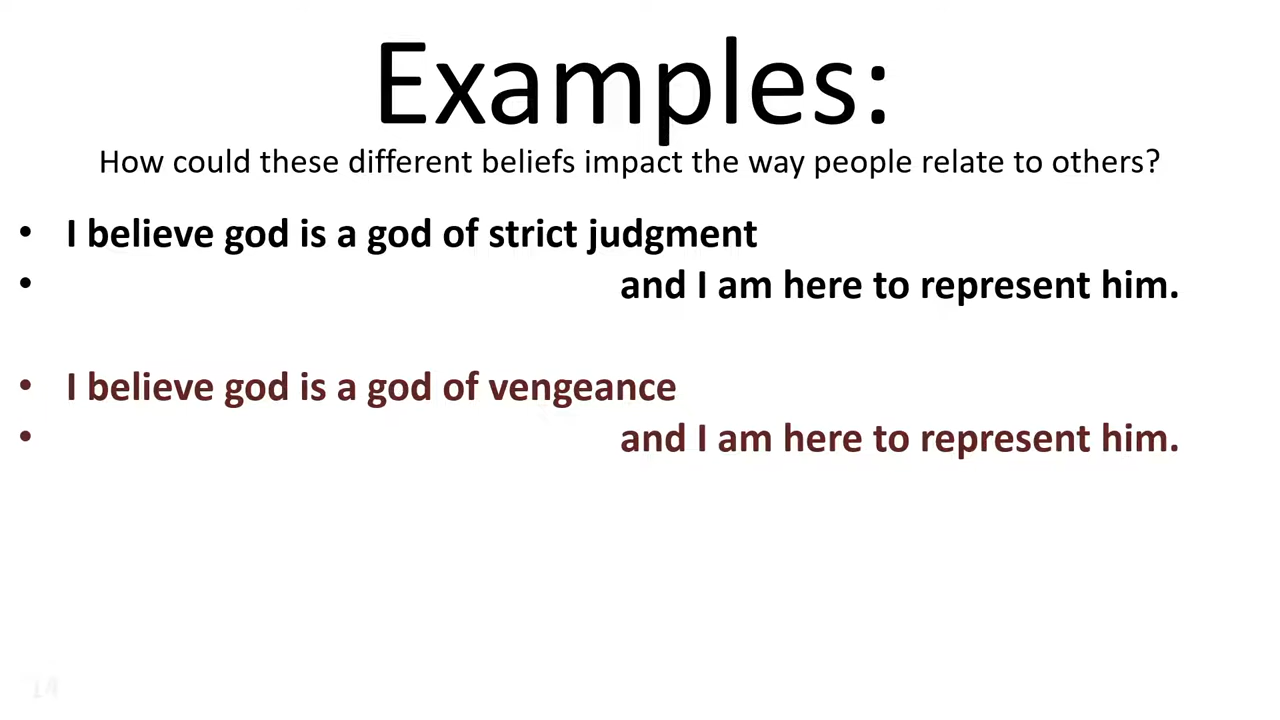 Examples:
How could these different beliefs impact the way people relate to others?
• I believe god is a god of strict judgment
• and I am here to represent him.
• I believe god is a god of vengeance
• and I am here to represent him.
14